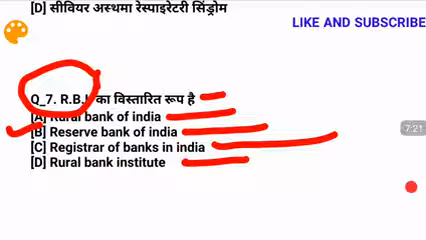 [D] सीवियर अस्थमा रेस्पाइरेटरी सिंड्रोम
LIKE AND SUBSCRIBE
Q_7. R.B.I. का विस्तारित रूप है
[A] Rural bank of india
[B] Reserve bank of india
[C] Registrar of banks in india
[D] Rural bank institute
7:21